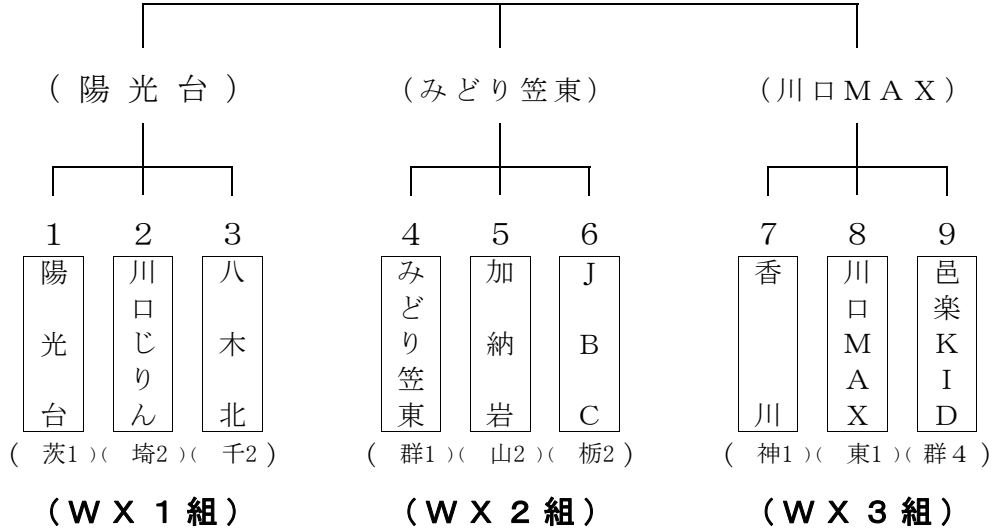 (陽光台) (みどり笠東) (川口MAX)
1 2 3 4 5 6 7 8 9
陽光台
川口じりん
八木北
みどり笠東
加納岩
JBC
香川
川口MAX
邑楽KID
( 茨1 )( 埼2 )( 千2 ) ( 群1 )( 山2 )( 栃2 ) ( 神1 )( 東1 )( 群4 )
(WX1組) (WX2組) (WX3組)